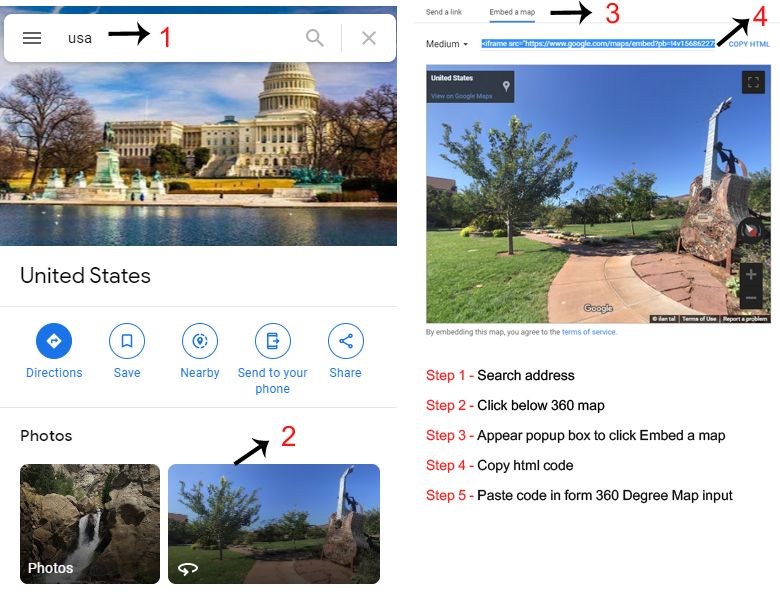 usa
1
United States
Directions
Save
Nearby
Send to your
phone
Share
Photos
2
Photos
Send a link
Embed a map
3
4
Medium
<iframe src="https://www.google.com/maps/embed?pb=!4v15686227
COPY HTML
United States
View on Google Maps
Google
© ilan tal
Terms of Use
Report a problem
By embedding this map, you agree to the terms of service.
Step 1 - Search address
Step 2 - Click below 360 map
Step 3 - Appear popup box to click Embed a map
Step 4 - Copy html code
Step 5 - Paste code in form 360 Degree Map input